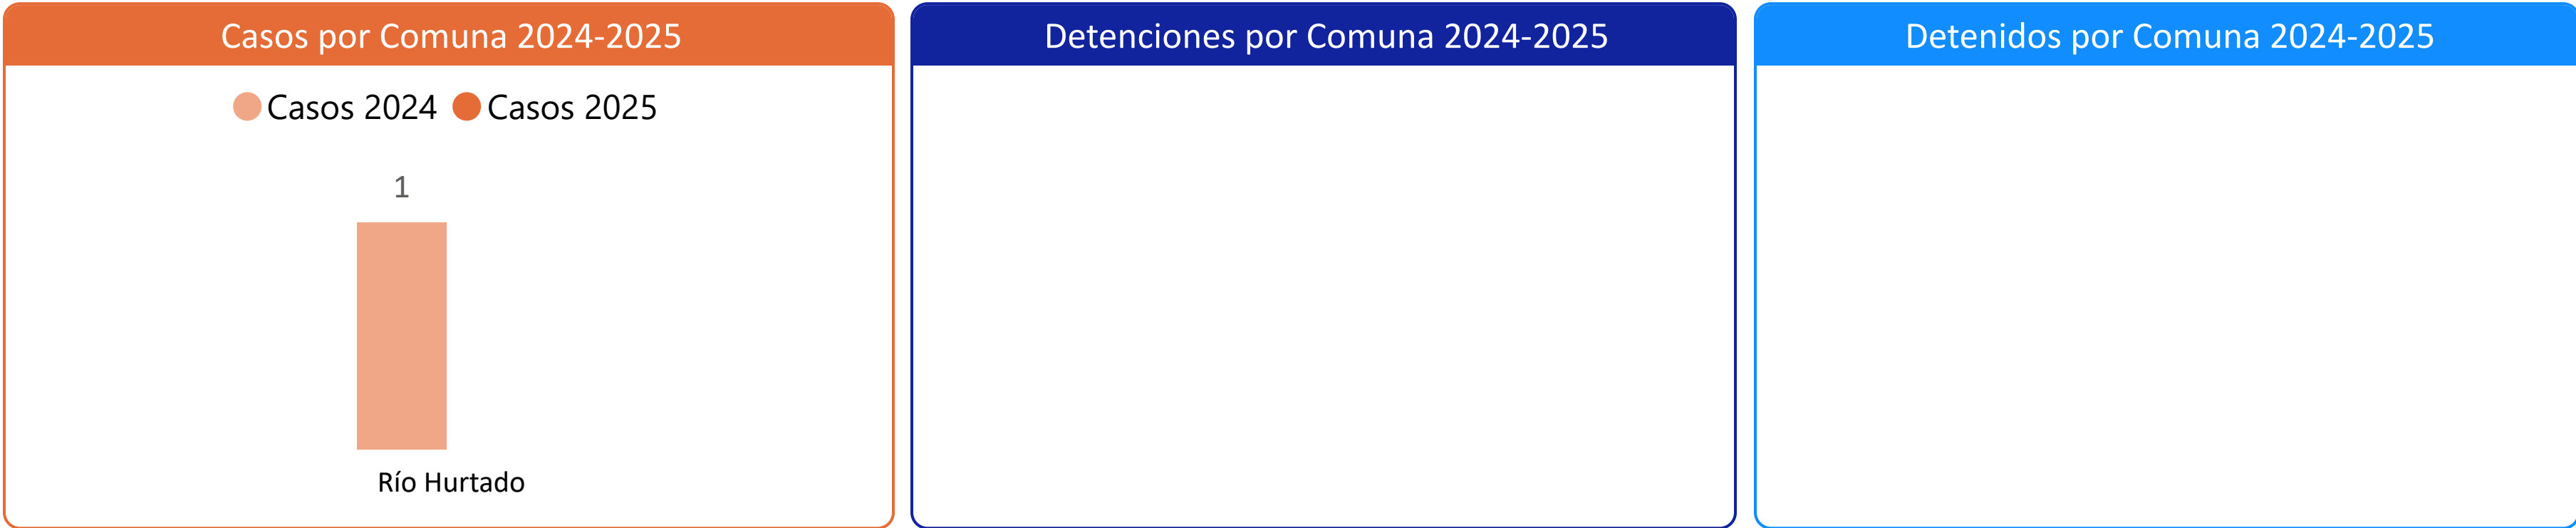 Casos por Comuna 2024-2025
Casos 2024 Casos 2025
1
Río Hurtado
Detenciones por Comuna 2024-2025
Detenidos por Comuna 2024-2025